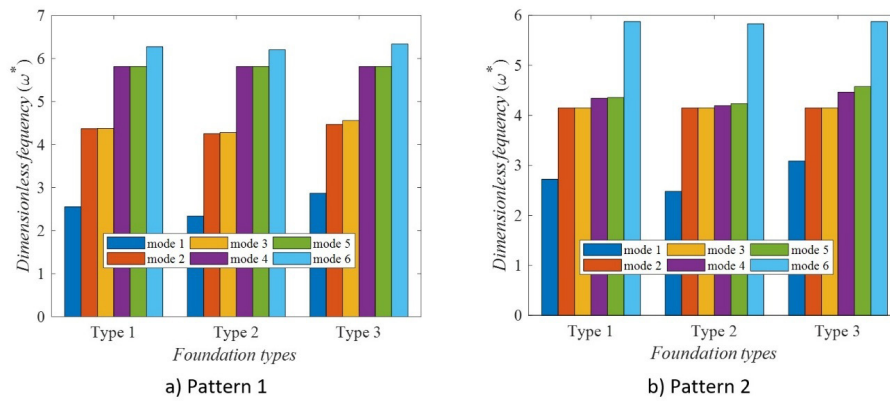 7
6
5
4
3
2
1
0
Dimensionless fequency (ω*)
mode 1 mode 3 mode 5
mode 2 mode 4 mode 6
Type 1 Type 2 Type 3
Foundation types
a) Pattern 1
6
5
4
3
2
1
0
Dimensionless fequency (ω*)
mode 1 mode 3 mode 5
mode 2 mode 4 mode 6
Type 1 Type 2 Type 3
Foundation types
b) Pattern 2